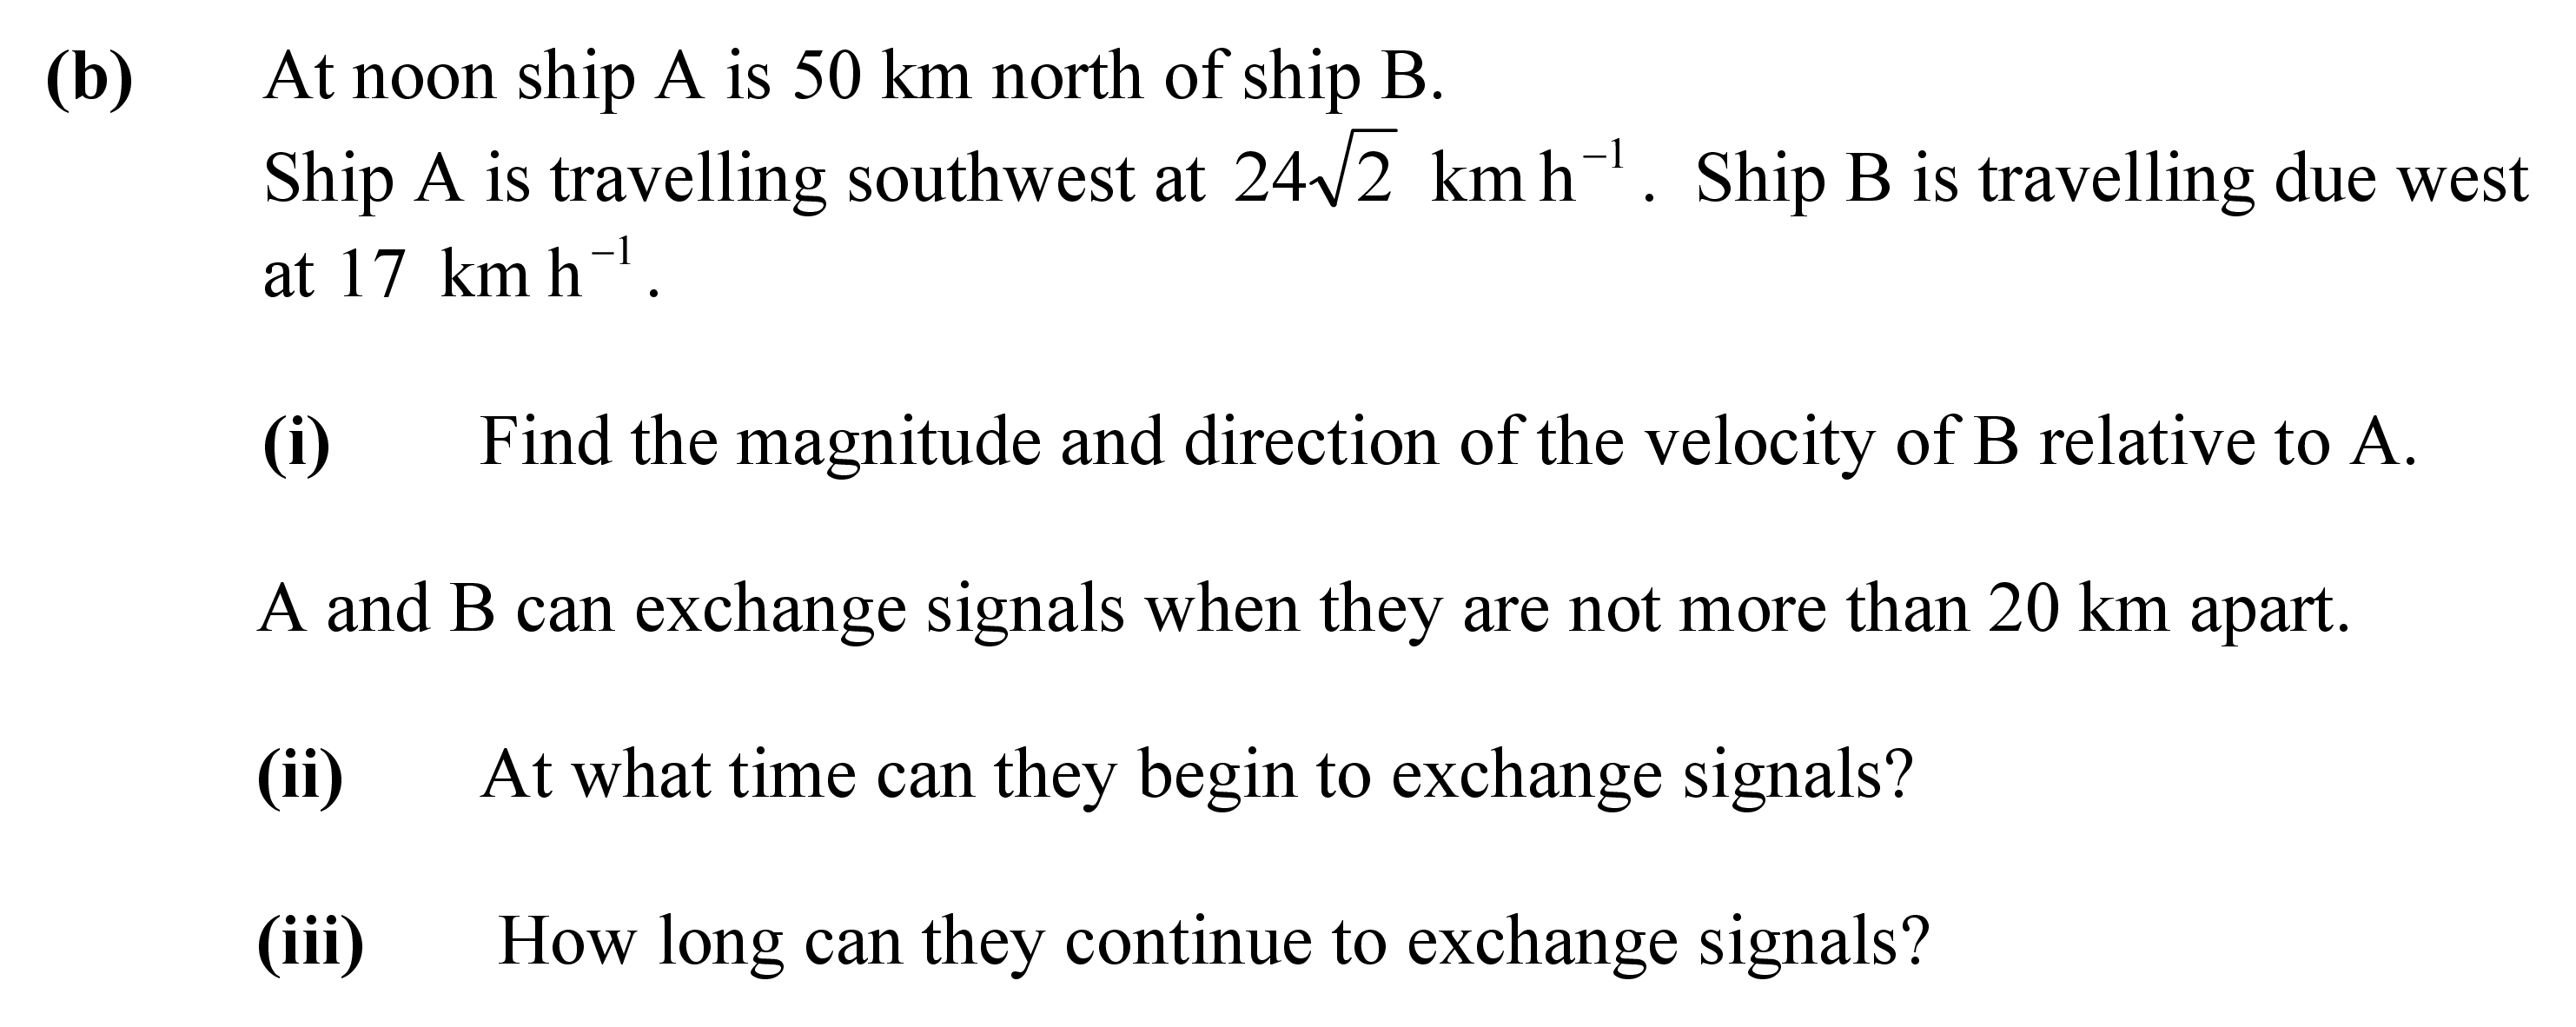 (b) At noon ship A is 50 km north of ship B.
Ship A is travelling southwest at 24√2 km h⁻¹. Ship B is travelling due west
at 17 km h⁻¹.
(i) Find the magnitude and direction of the velocity of B relative to A.
A and B can exchange signals when they are not more than 20 km apart.
(ii) At what time can they begin to exchange signals?
(iii) How long can they continue to exchange signals?